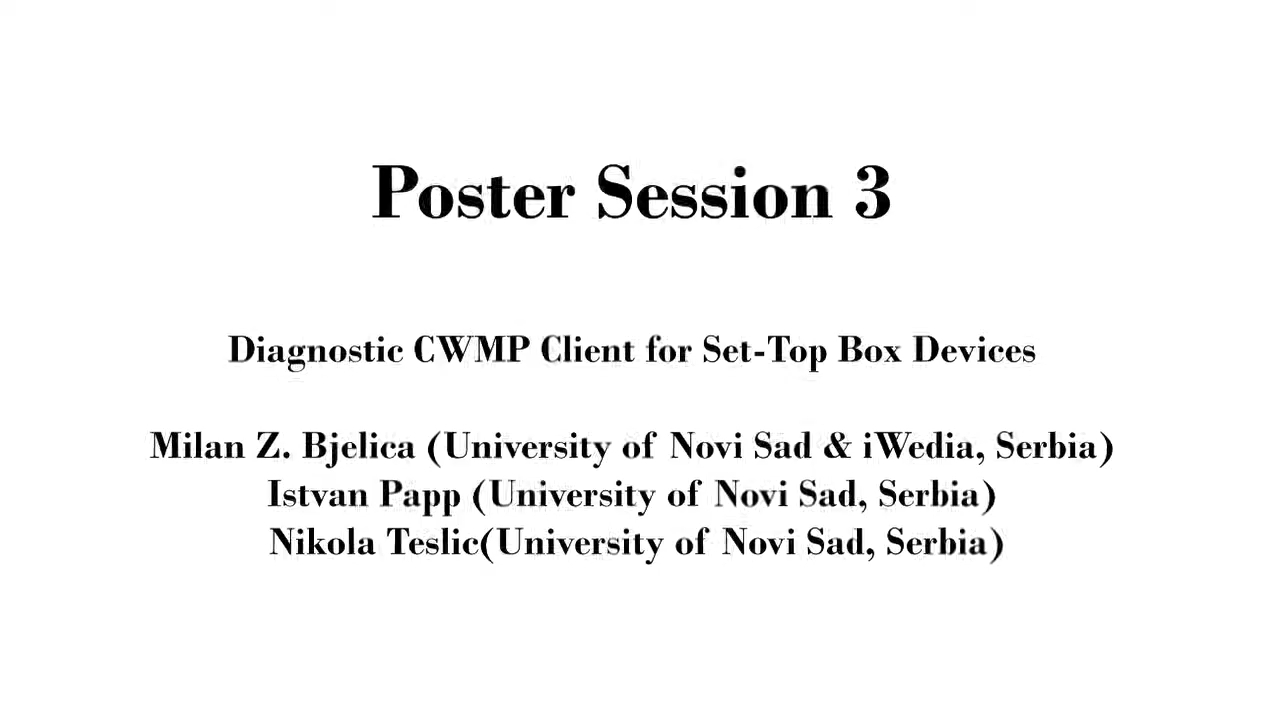 Poster Session 3
Diagnostic CWMP Client for Set-Top Box Devices
Milan Z. Bjelica (University of Novi Sad & iWedia, Serbia)
Istvan Papp (University of Novi Sad, Serbia)
Nikola Teslic(University of Novi Sad, Serbia)